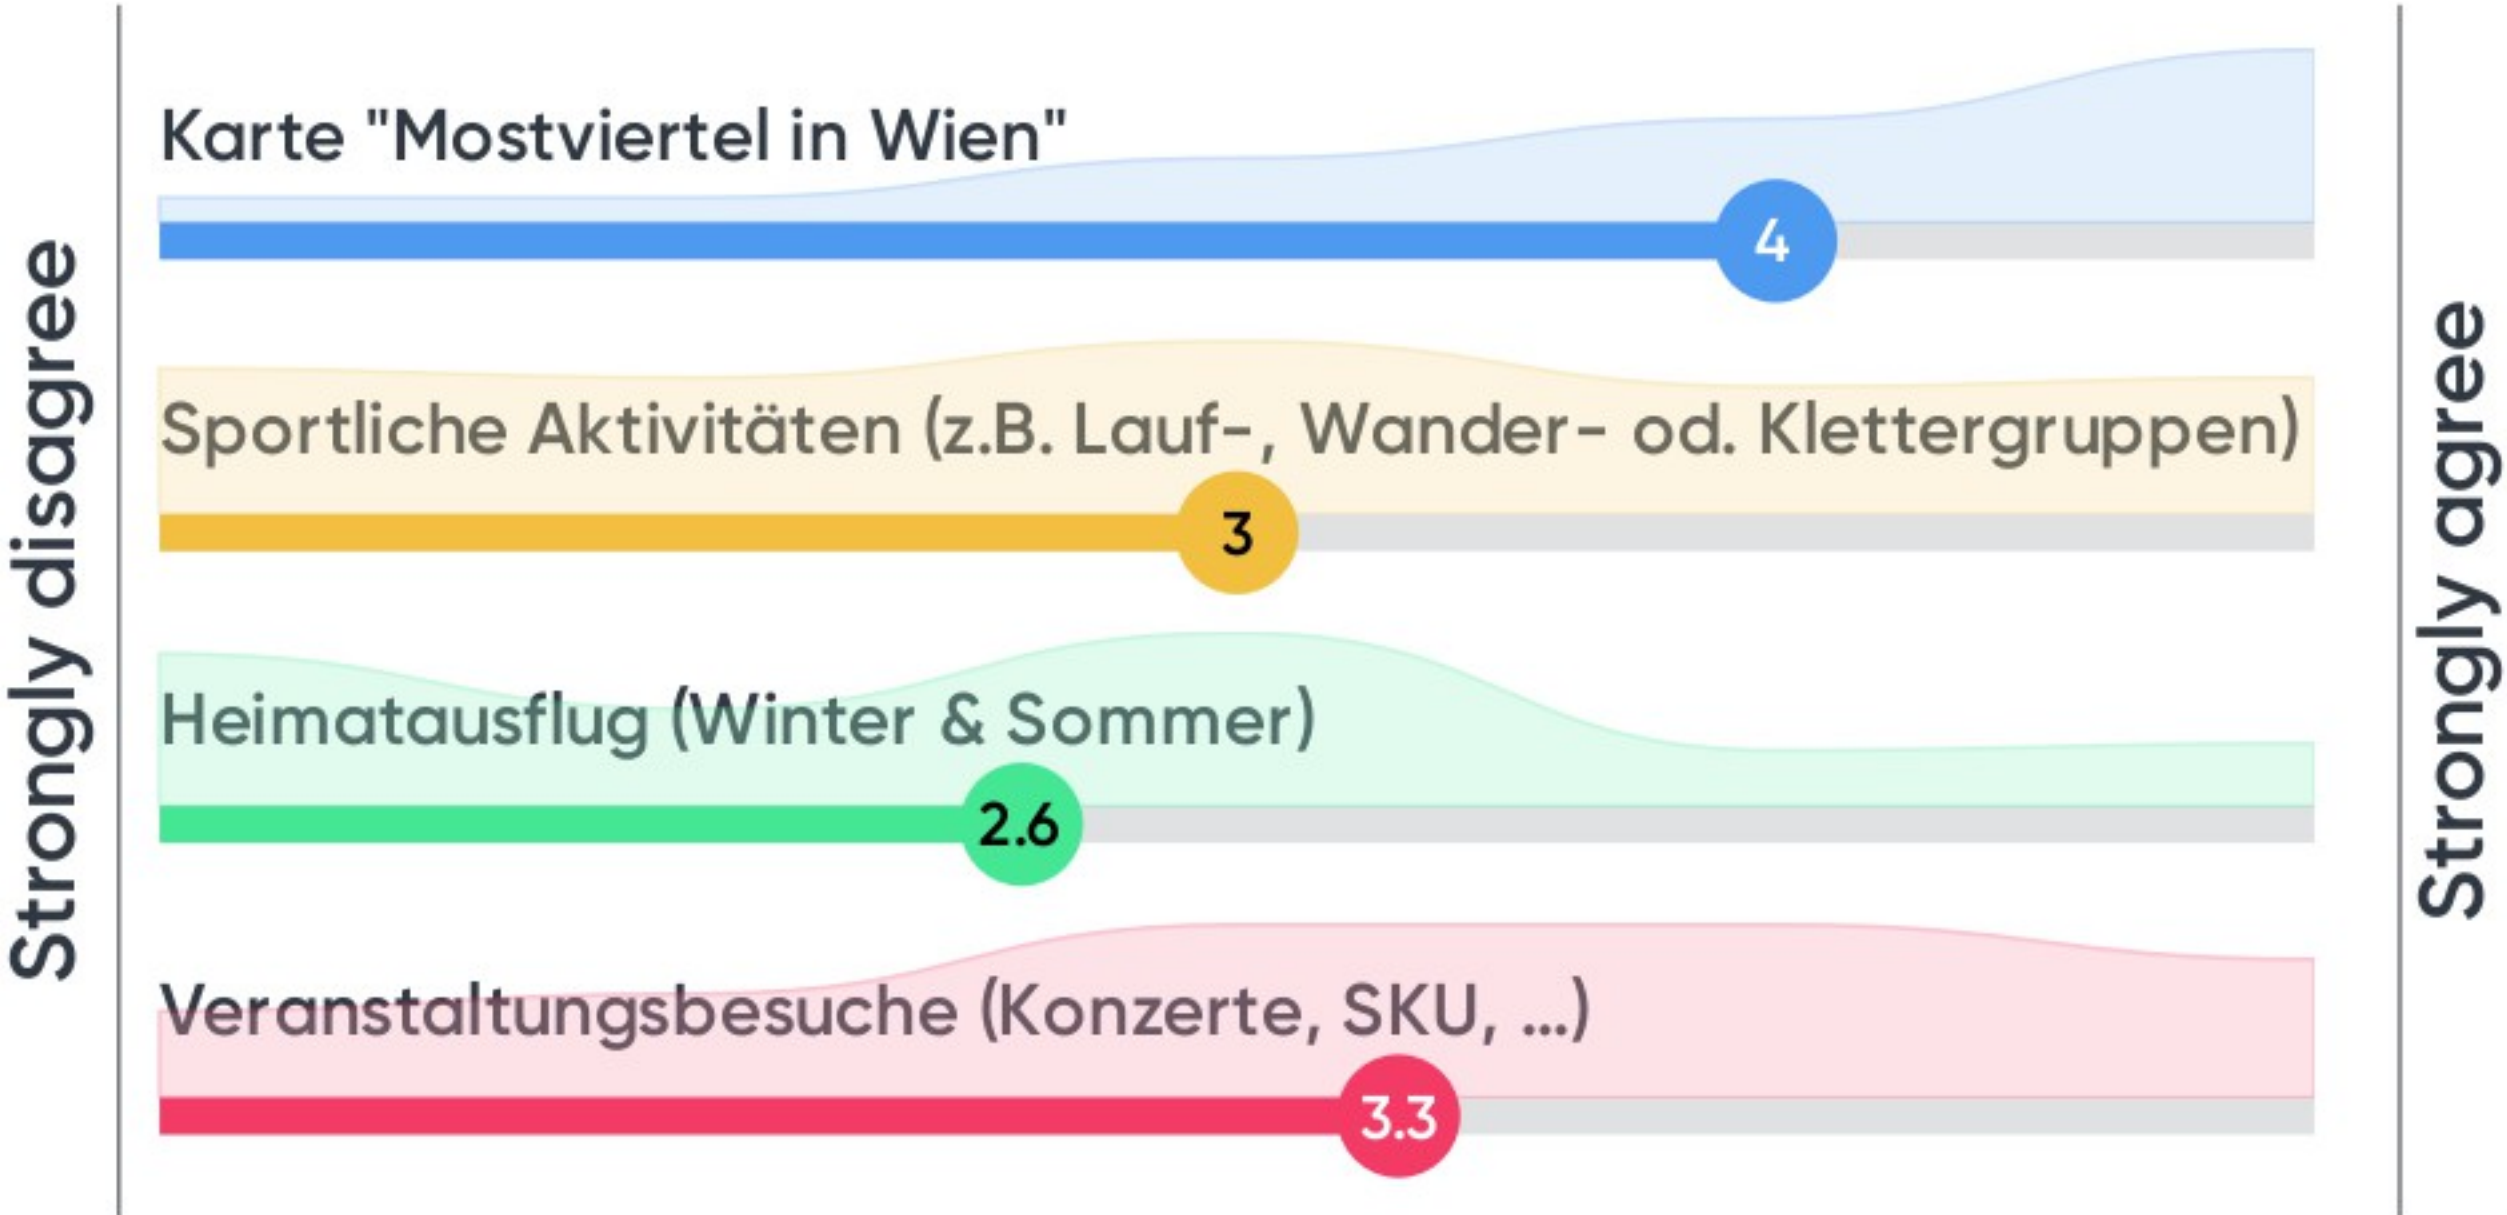 Strongly disagree
Karte "Mostviertel in Wien"
4
Sportliche Aktivitäten (z.B. Lauf-, Wander- od. Klettergruppen)
3
Heimatausflug (Winter & Sommer)
2.6
Veranstaltungsbesuche (Konzerte, SKU, ...)
3.3
Strongly agree